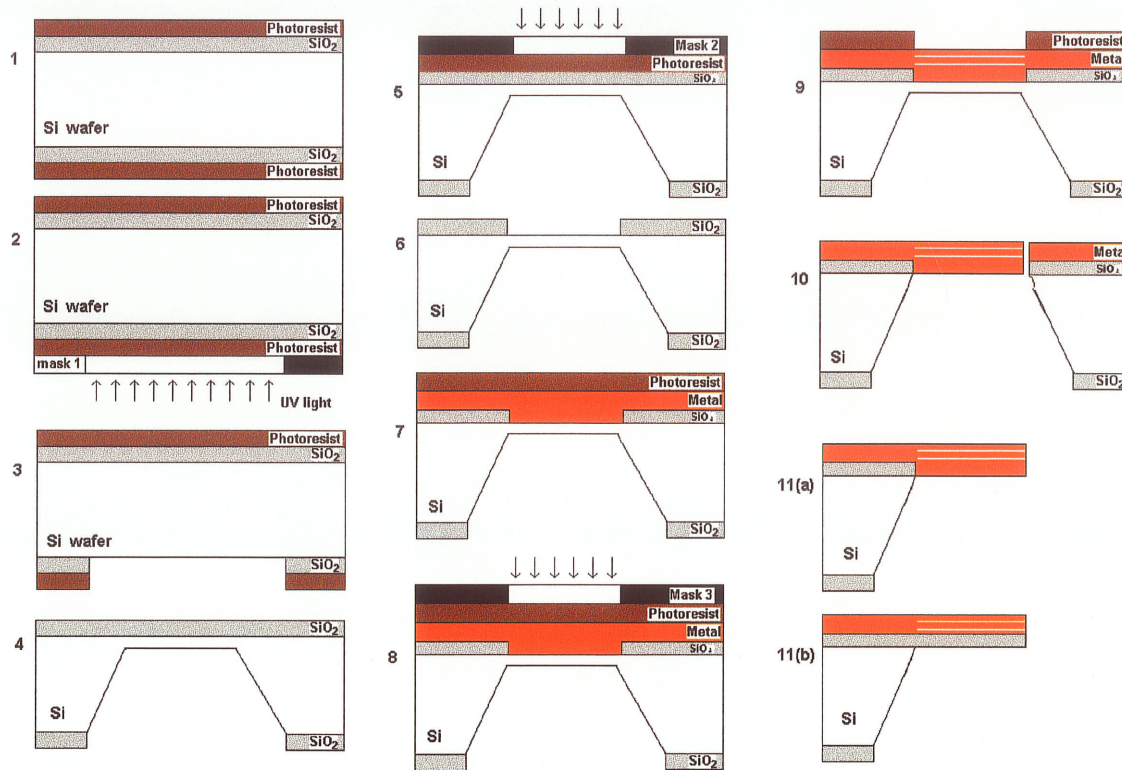 1
Photoresist
SiO2
Si wafer
SiO2
Photoresist
2
Photoresist
SiO2
Si wafer
SiO2
Photoresist
mask 1
UV light
3
Photoresist
SiO2
Si wafer
SiO2
4
SiO2
Si
SiO2
5
Mask 2
Photoresist
SiO2
Si
SiO2
6
SiO2
Si
SiO2
7
Photoresist
Metal
SiO2
Si
SiO2
8
Mask 3
Photoresist
Metal
SiO2
Si
SiO2
9
Photoresist
Metal
SiO2
Si
SiO2
10
Metal
SiO2
Si
SiO2
11(a)
Si
11(b)
Si